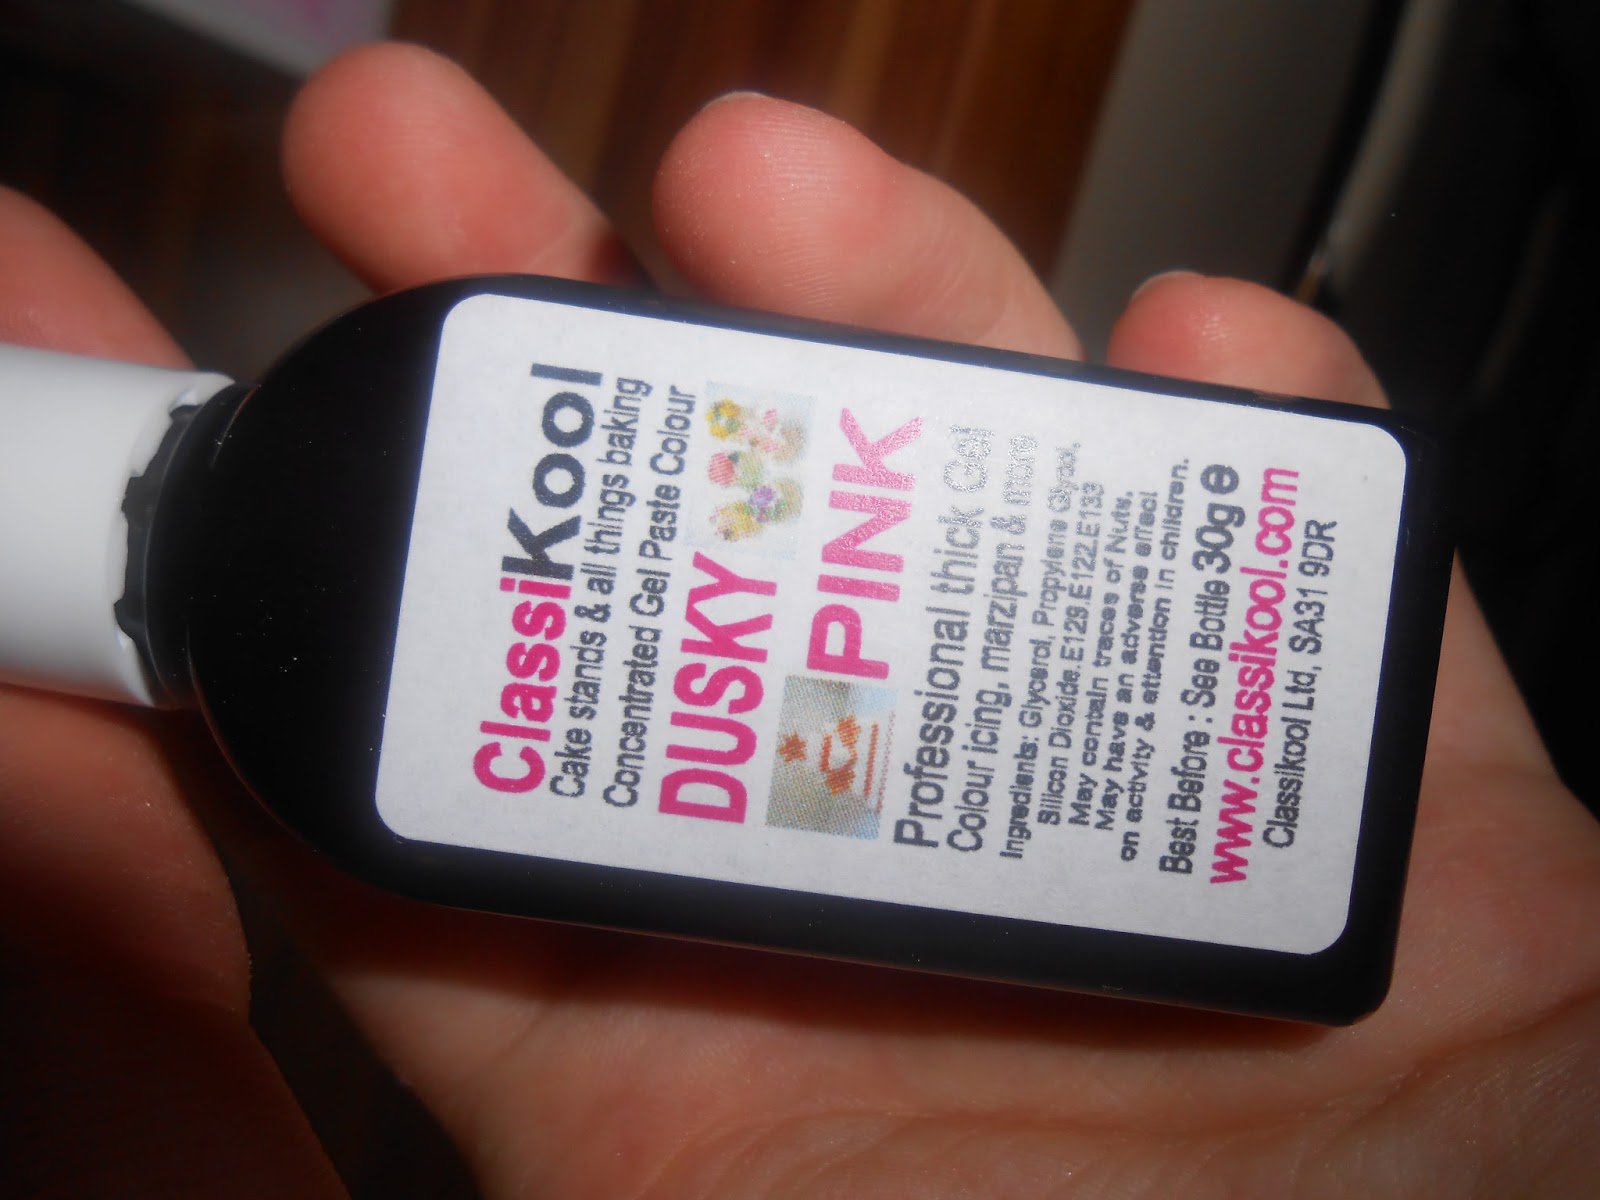 ClassiKool
Cake stands & all things baking
Concentrated Gel Paste Colour
DUSKY
PINK
Professional thick Gel
Colour icing, marzipan & more
Ingredients: Glycerol, Propylene Glycol,
Silicon Dioxide. E129. E122. E133
May contain traces of Nuts.
May have an adverse effect
on activity & attention in children.
Best Before : See Bottle 30g e
www.classikool.com
Classikool Ltd, SA31 9DR